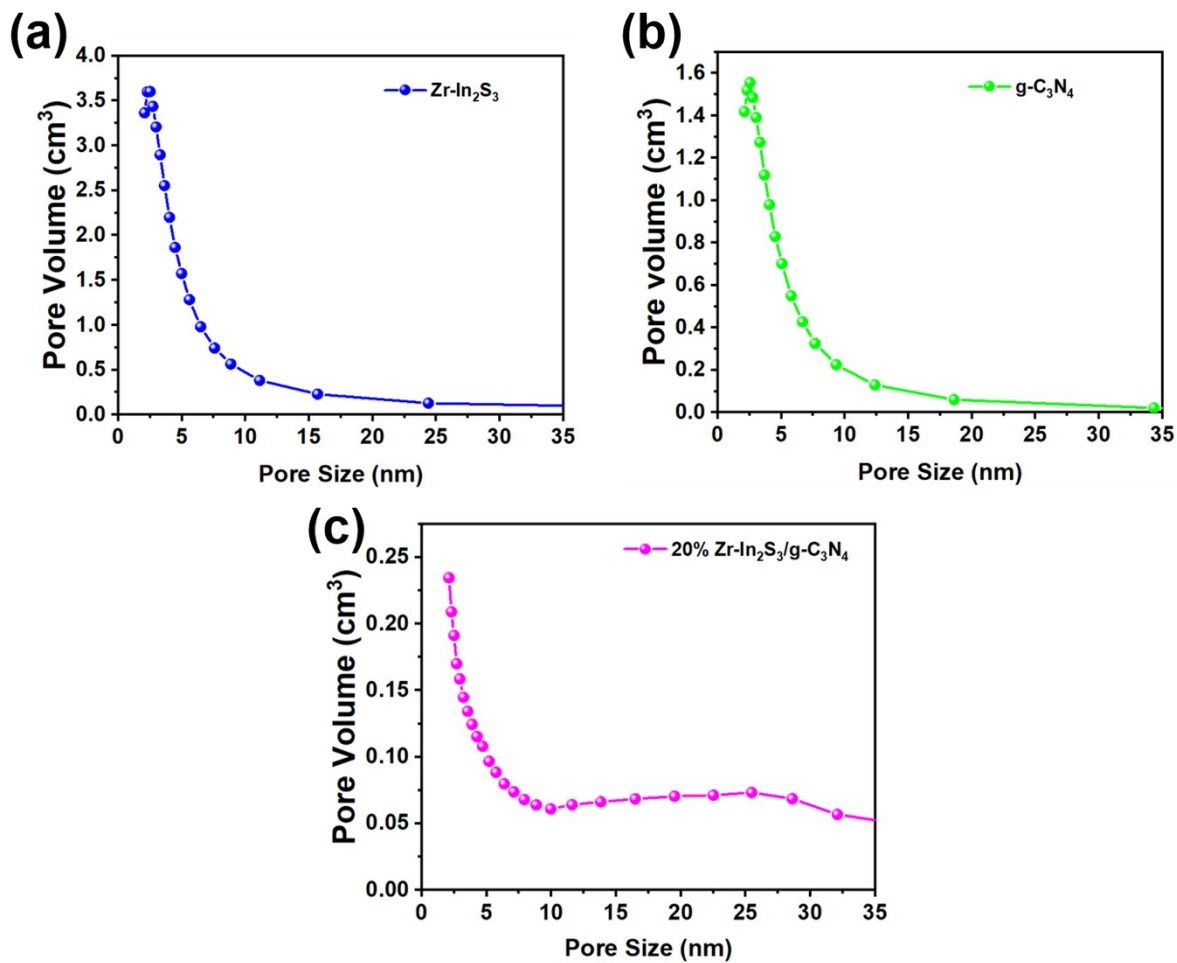 (a)
Pore Volume (cm³)
4.0
3.5
3.0
2.5
2.0
1.5
1.0
0.5
0.0
Zr-In₂S₃
0 5 10 15 20 25 30 35
Pore Size (nm)
(b)
Pore volume (cm³)
1.6
1.4
1.2
1.0
0.8
0.6
0.4
0.2
0.0
g-C₃N₄
0 5 10 15 20 25 30 35
Pore Size (nm)
(c)
Pore Volume (cm³)
0.25
0.20
0.15
0.10
0.05
0.00
20% Zr-In₂S₃/g-C₃N₄
0 5 10 15 20 25 30 35
Pore Size (nm)